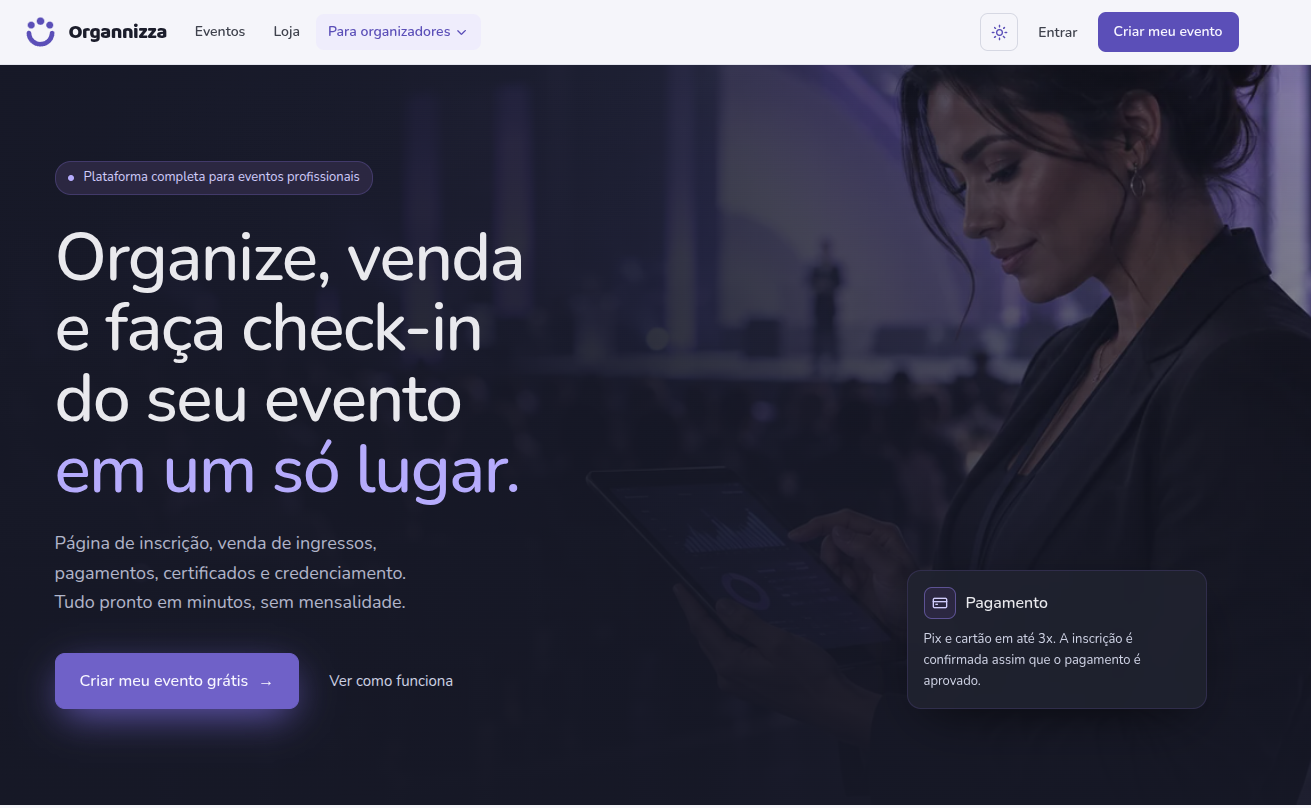 Organnizza
Eventos
Loja
Para organizadores
Entrar
Criar meu evento
Plataforma completa para eventos profissionais
Organize, venda
e faça check-in
do seu evento
em um só lugar.
Página de inscrição, venda de ingressos,
pagamentos, certificados e credenciamento.
Tudo pronto em minutos, sem mensalidade.
Criar meu evento grátis →
Ver como funciona
Pagamento
Pix e cartão em até 3x. A inscrição é
confirmada assim que o pagamento é
aprovado.